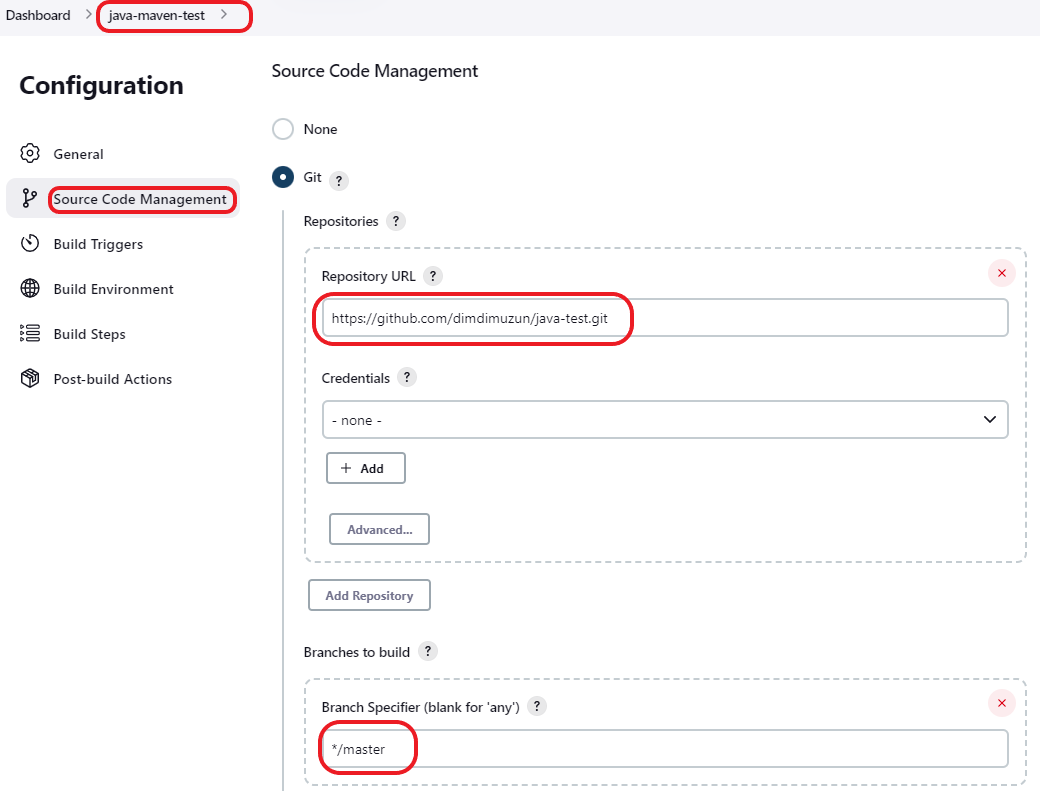 Dashboard
java-maven-test
Configuration
General
Source Code Management
Build Triggers
Build Environment
Build Steps
Post-build Actions
Source Code Management
None
Git ?
Repositories ?
Repository URL ?
https://github.com/dimdimuzun/java-test.git
Credentials ?
- none -
+ Add
Advanced...
Add Repository
Branches to build ?
Branch Specifier (blank for 'any') ?
*/master